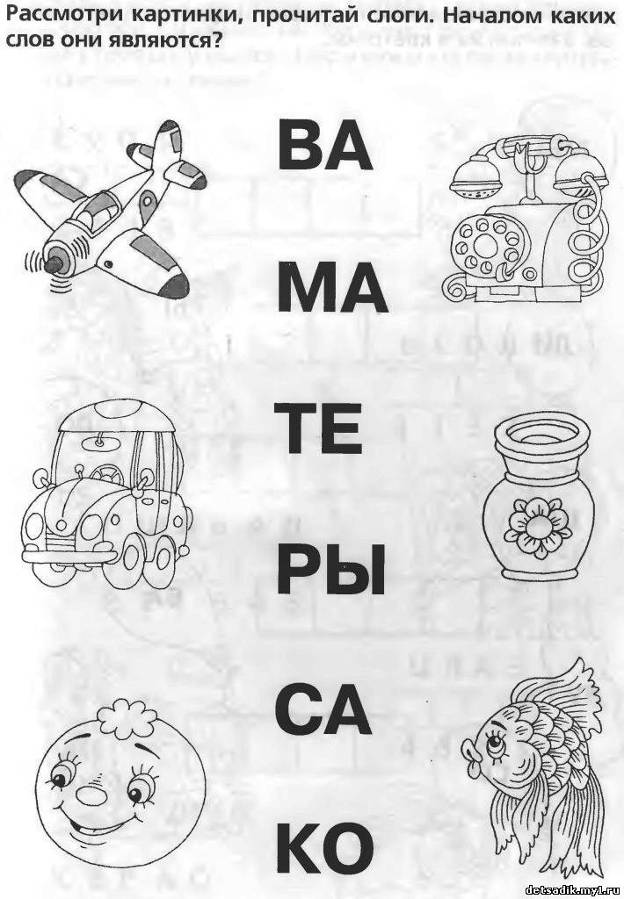 Рассмотри картинки, прочитай слоги. Началом каких
слов они являются?
ВА
МА
ТЕ
РЫ
СА
КО
detsadik.my1.ru